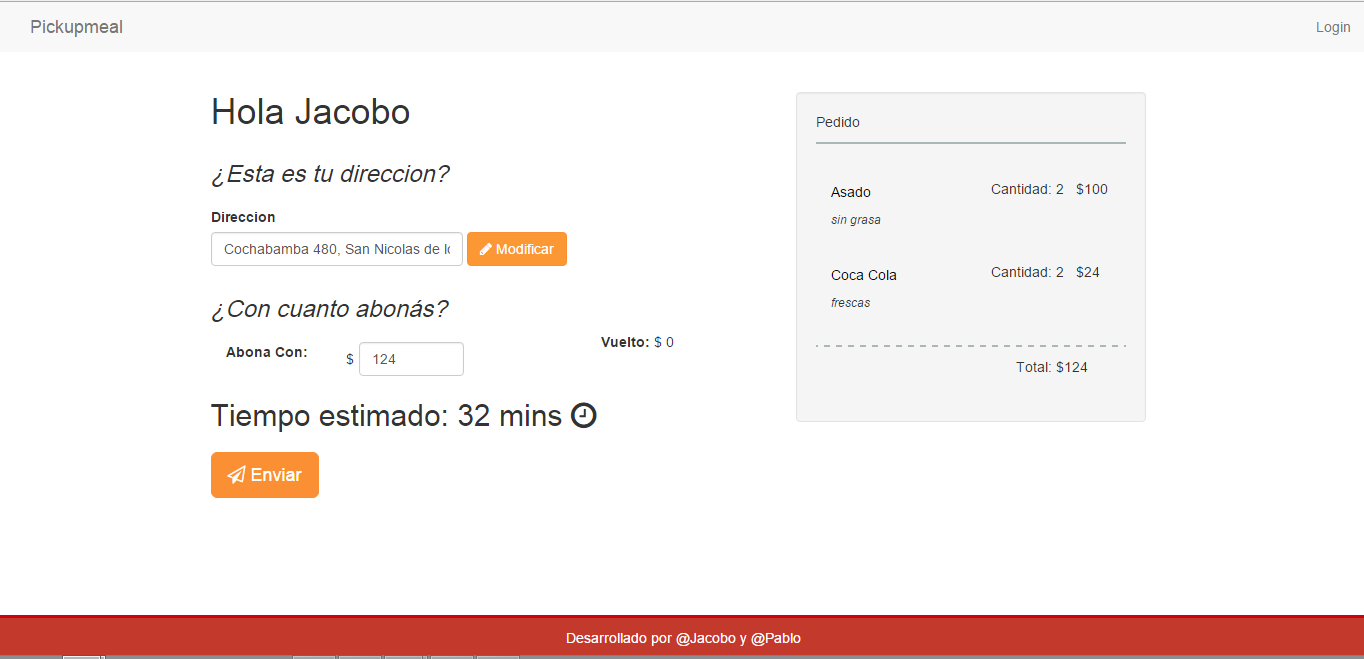 Pickupmeal
Login
Hola Jacobo
¿Esta es tu direccion?
Direccion
Cochabamba 480, San Nicolas de
Modificar
¿Con cuanto abonás?
Abona Con:
$ 124
Vuelto: $ 0
Tiempo estimado: 32 mins
Enviar
Pedido
Asado
Cantidad: 2 $100
sin grasa
Coca Cola
Cantidad: 2 $24
frescas
Total: $124
Desarrollado por @Jacobo y @Pablo